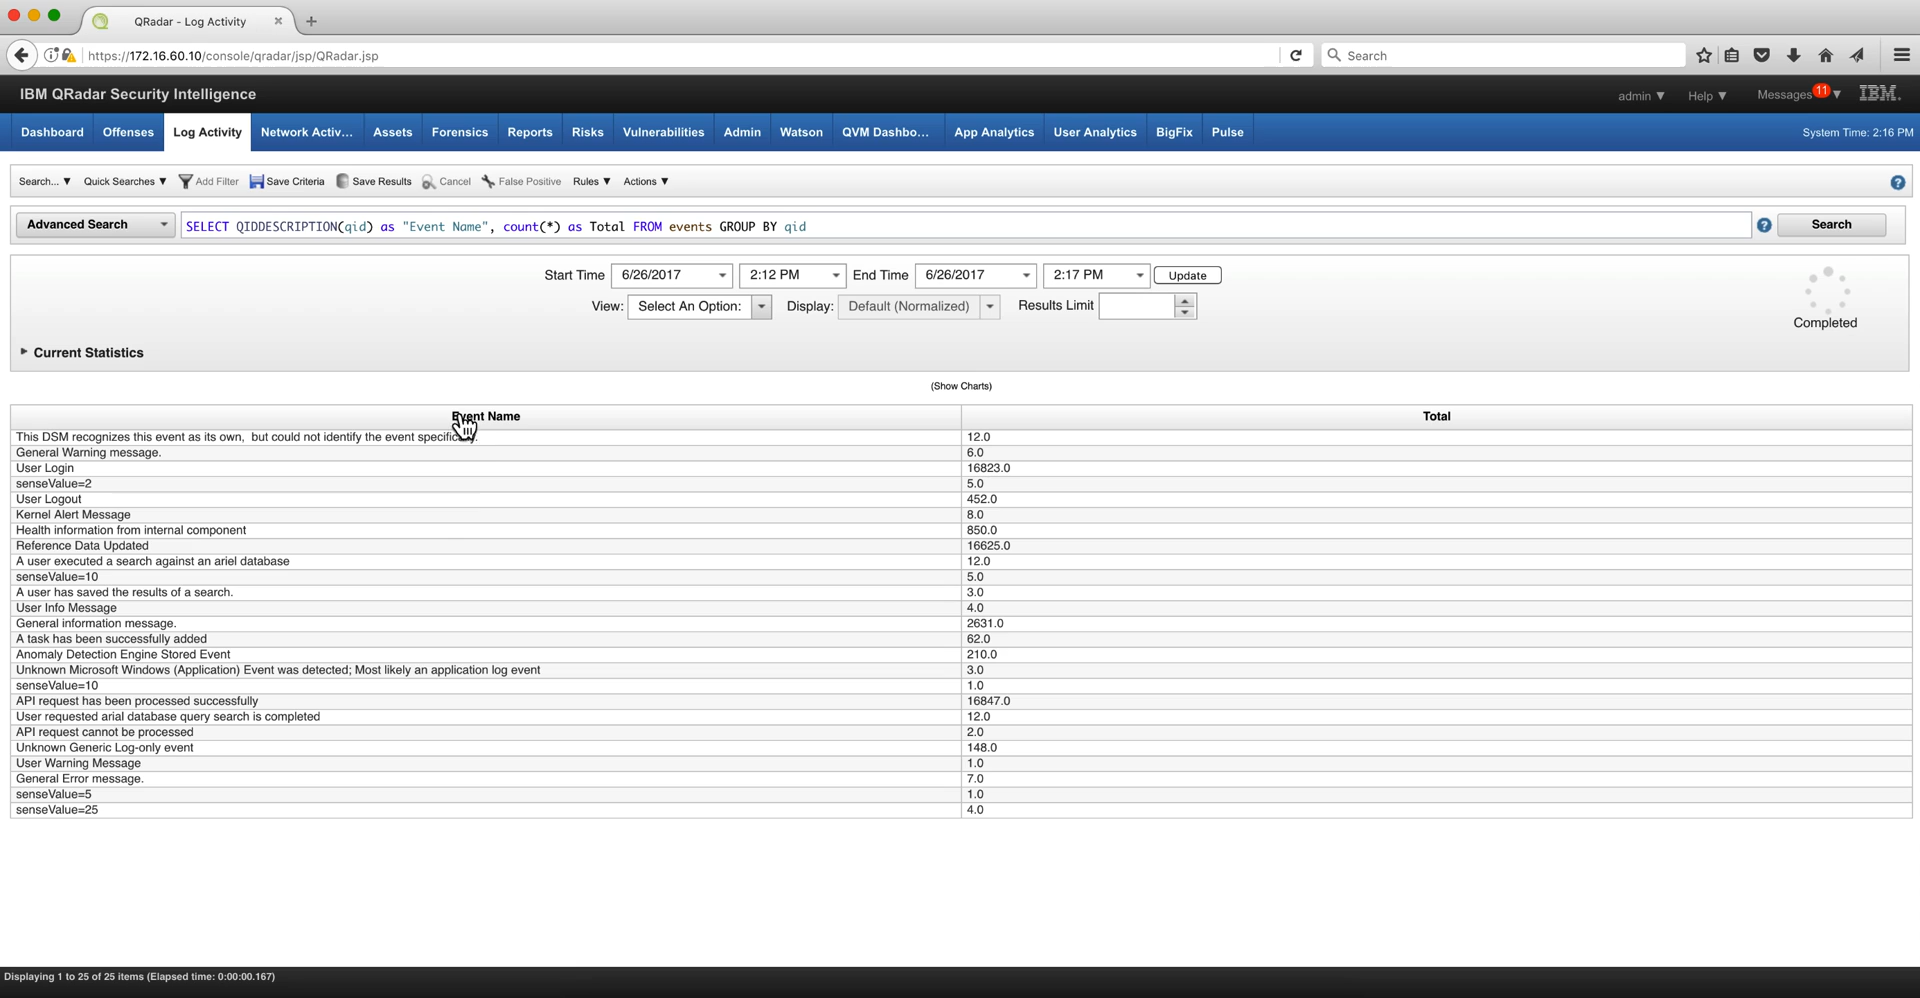 QRadar - Log Activity
https://172.16.60.10/console/qradar/jsp/QRadar.jsp
Search
IBM QRadar Security Intelligence
admin ▼ Help ▼ Messages 11 ▼ IBM.
Dashboard Offenses Log Activity Network Activ... Assets Forensics Reports Risks Vulnerabilities Admin Watson QVM Dashbo... App Analytics User Analytics BigFix Pulse System Time: 2:16 PM
Search... ▼ Quick Searches ▼ Add Filter Save Criteria Save Results Cancel False Positive Rules ▼ Actions ▼ ?
Advanced Search SELECT QIDDESCRIPTION(qid) as "Event Name", count(*) as Total FROM events GROUP BY qid ? Search
Start Time 6/26/2017 2:12 PM End Time 6/26/2017 2:17 PM Update
View: Select An Option: Display: Default (Normalized) Results Limit
Completed
Current Statistics
(Show Charts)
Event Name Total
This DSM recognizes this event as its own, but could not identify the event 12.0
General Warning message. 6.0
User Login 16823.0
senseValue=2 5.0
User Logout 452.0
Kernel Alert Message 8.0
Health information from internal component 850.0
Reference Data Updated 16625.0
A user executed a search against an ariel database 12.0
senseValue=10 5.0
A user has saved the results of a search. 3.0
User Info Message 4.0
General information message. 2631.0
A task has been successfully added 62.0
Anomaly Detection Engine Stored Event 210.0
Unknown Microsoft Windows (Application) Event was detected; Most likely an application log event 3.0
senseValue=10 1.0
API request has been processed successfully 16847.0
User requested arial database query search is completed 12.0
API request cannot be processed 2.0
Unknown Generic Log-only event 148.0
User Warning Message 1.0
General Error message. 7.0
senseValue=5 1.0
senseValue=25 4.0
Displaying 1 to 25 of 25 items (Elapsed time: 0:00:00.167)